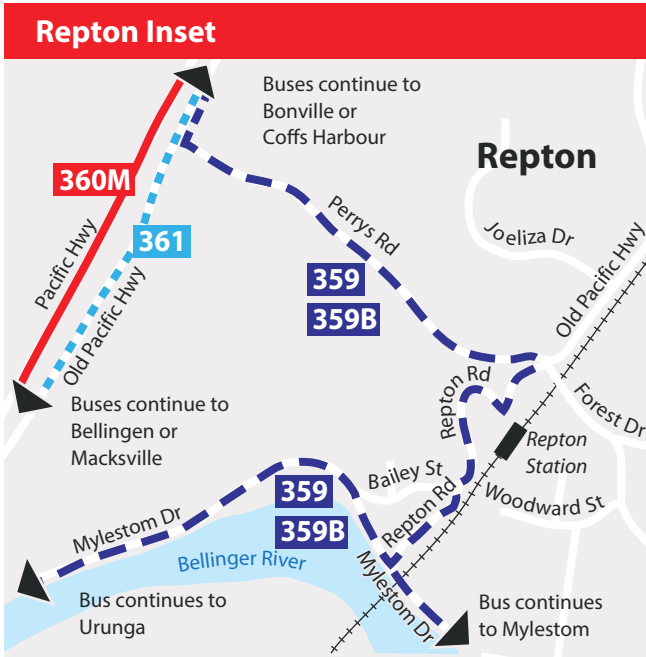 Repton Inset
Buses continue to
Bonville or
Coffs Harbour
Repton
360M
Pacific Hwy
361
Old Pacific Hwy
Perrys Rd
Joeliza Dr
Old Pacific Hwy
359
359B
Repton Rd
Forest Dr
Buses continue to
Bellingen or
Macksville
Repton
Station
Bailey St
Woodward St
359
359B
Repton Rd
Mylestom Dr
Bellinger River
Mylestom Dr
Bus continues to
Urunga
Bus continues
to Mylestom